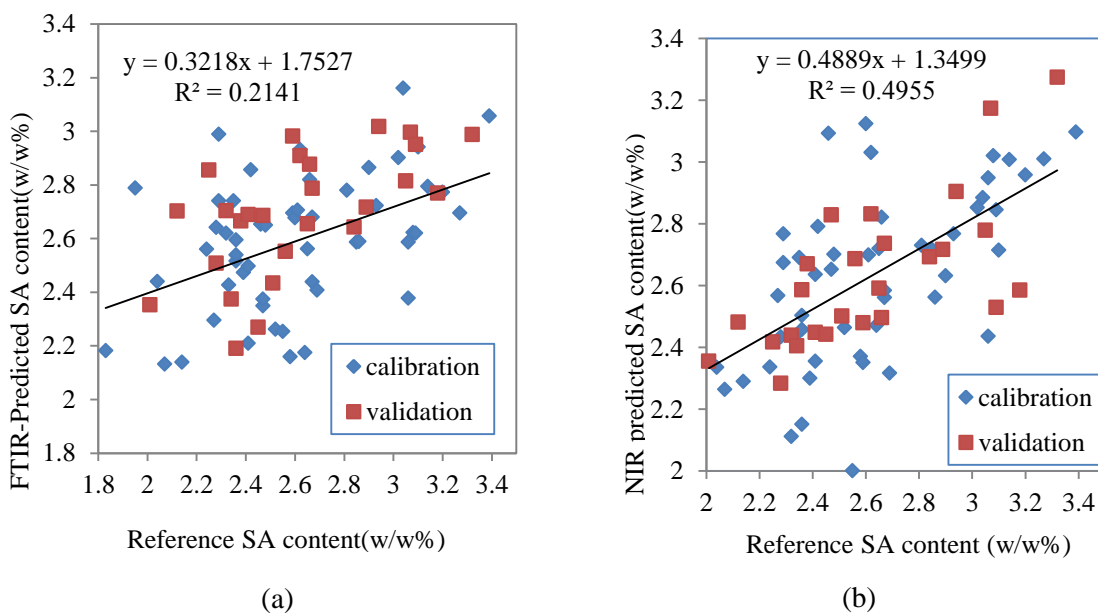 y = 0.3218x + 1.7527
R² = 0.2141
3.4
3.2
3
2.8
2.6
2.4
2.2
2
1.8
FTIR-Predicted SA content(w/w%)
calibration
validation
1.8 2 2.2 2.4 2.6 2.8 3 3.2 3.4
Reference SA content(w/w%)
(a)
y = 0.4889x + 1.3499
R² = 0.4955
3.4
3.2
3
2.8
2.6
2.4
2.2
2
NIR predicted SA content(w/w%)
calibration
validation
2 2.2 2.4 2.6 2.8 3 3.2 3.4
Reference SA content (w/w%)
(b)